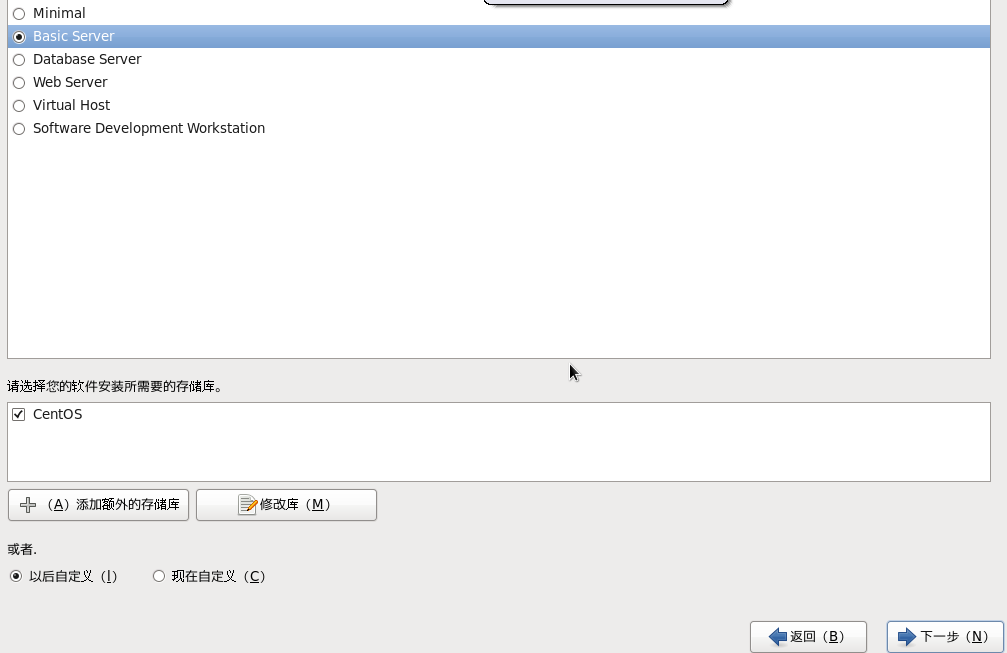 Minimal
Basic Server
Database Server
Web Server
Virtual Host
Software Development Workstation
请选择您的软件安装所需要的存储库。
CentOS
（A）添加额外的存储库 修改库（M）
或者.
以后自定义（l） 现在自定义（C）
返回（B） 下一步（N）